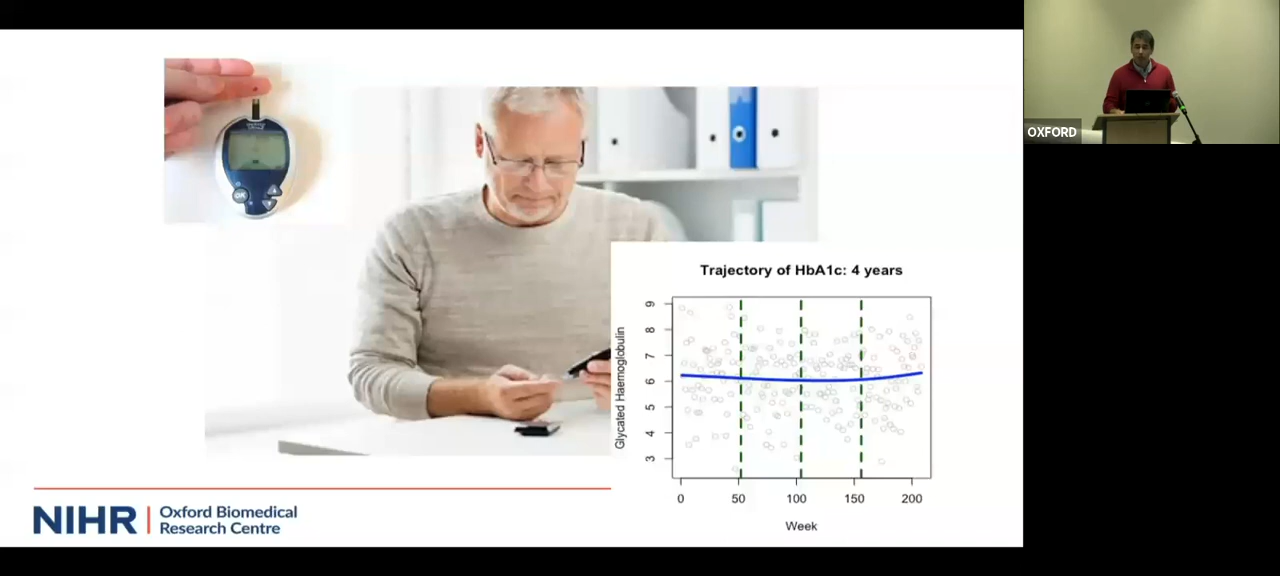 OXFORD
OK
Trajectory of HbA1c: 4 years
Glycated Haemoglobulin
9
8
7
6
5
4
3
0 50 100 150 200
Week
NIHR | Oxford Biomedical
Research Centre